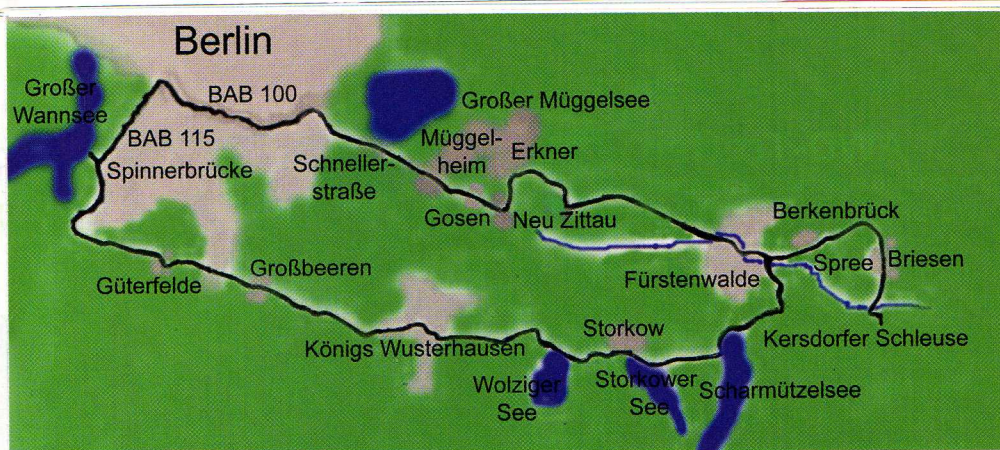 Berlin
Großer
Wannsee
BAB 100
Großer Müggelsee
BAB 115
Müggel-
heim
Erkner
Spinnerbrücke
Schneller-
straße
Gosen
Neu Zittau
Berkenbrück
Güterfelde
Großbeeren
Fürstenwalde
Spree
Briesen
Königs Wusterhausen
Storkow
Kersdorfer Schleuse
Wolziger
See
Storkower
See
Scharmützelsee